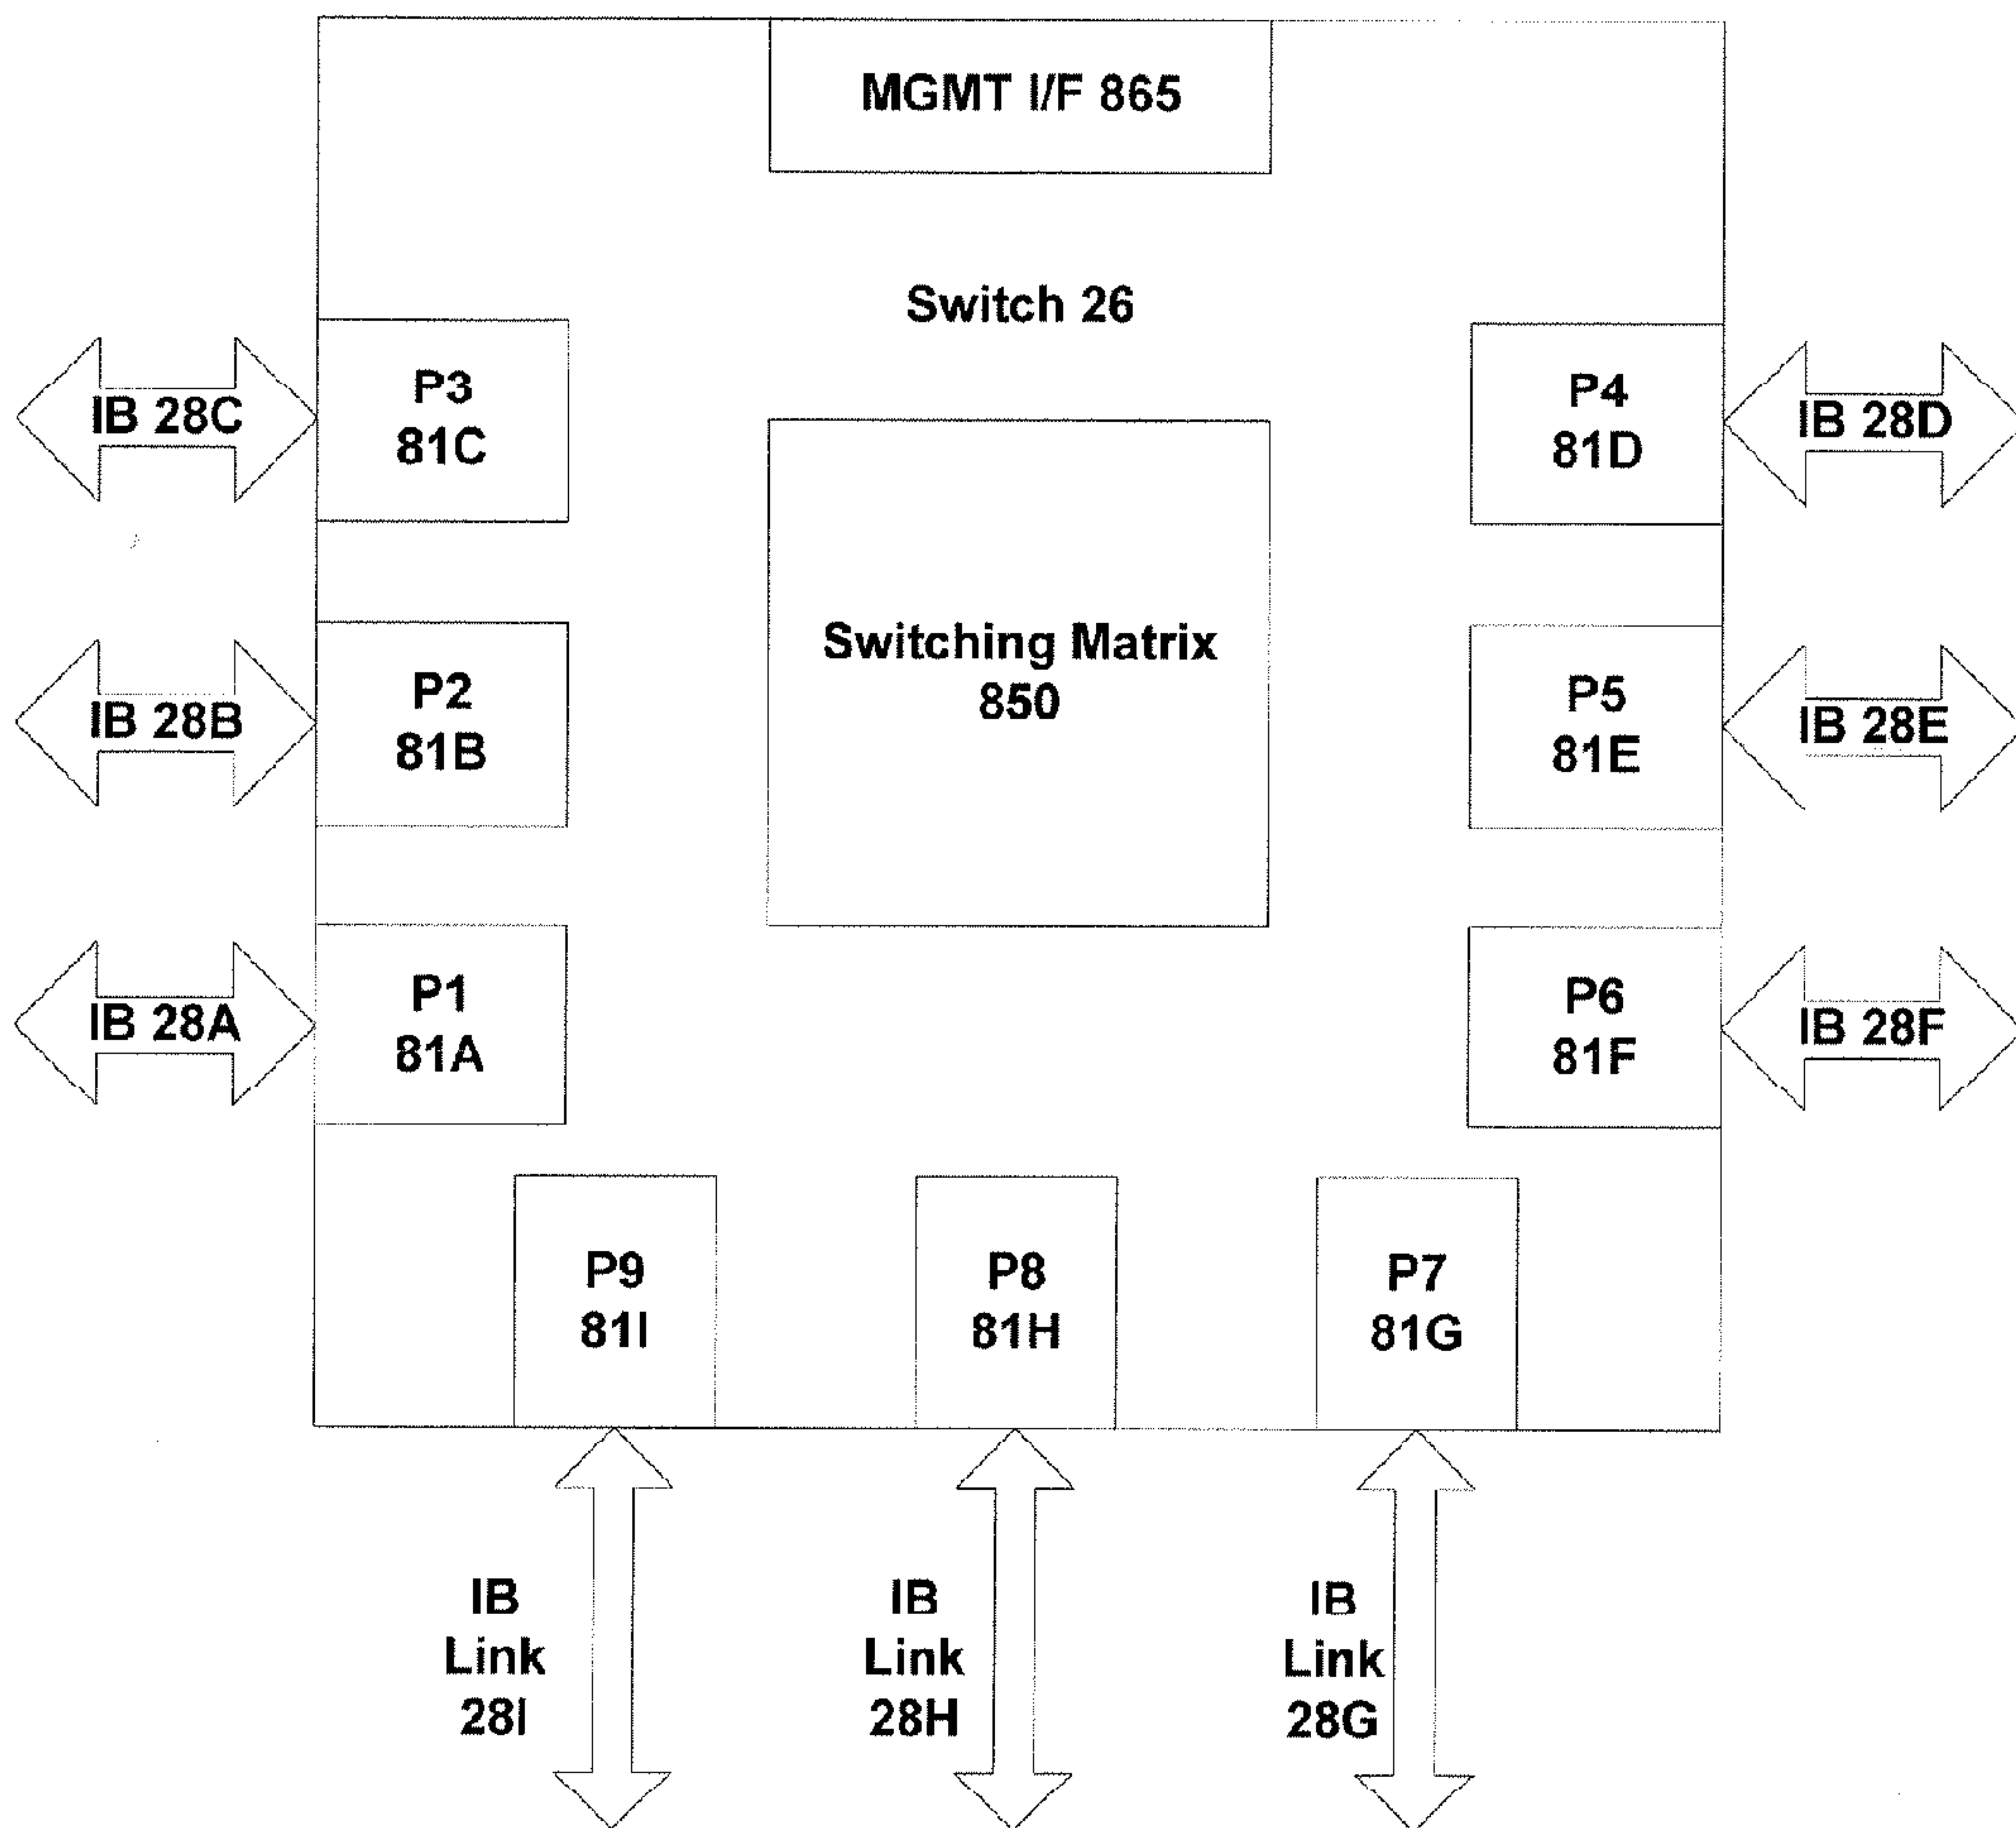 MGMT I/F 865
Switch 26
IB 28C
P3
81C
P4
81D
IB 28D
Switching Matrix
850
IB 28B
P2
81B
P5
81E
IB 28E
IB 28A
P1
81A
P6
81F
IB 28F
P9
81I
P8
81H
P7
81G
IB
Link
28I
IB
Link
28H
IB
Link
28G